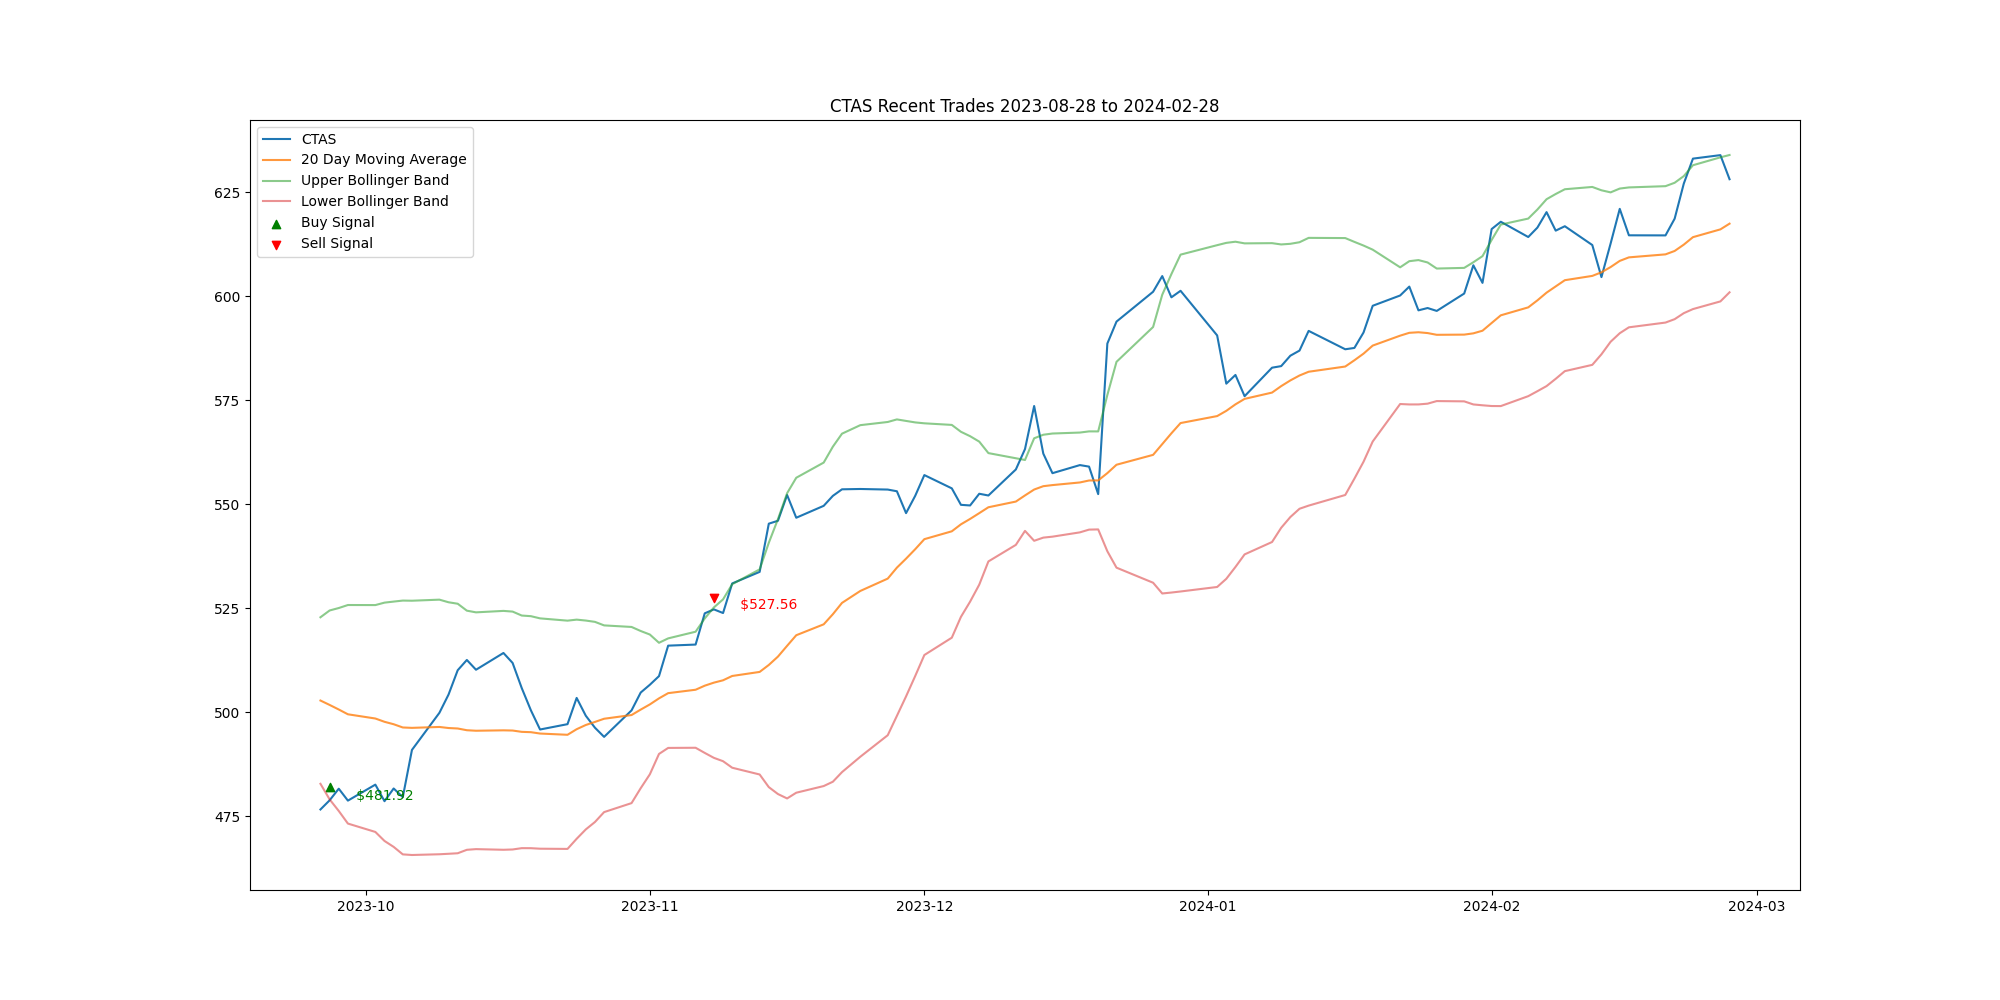 CTAS Recent Trades 2023-08-28 to 2024-02-28
CTAS
20 Day Moving Average
Upper Bollinger Band
Lower Bollinger Band
Buy Signal
Sell Signal
625
600
575
550
525
500
475
$527.56
$481.92
2023-10
2023-11
2023-12
2024-01
2024-02
2024-03